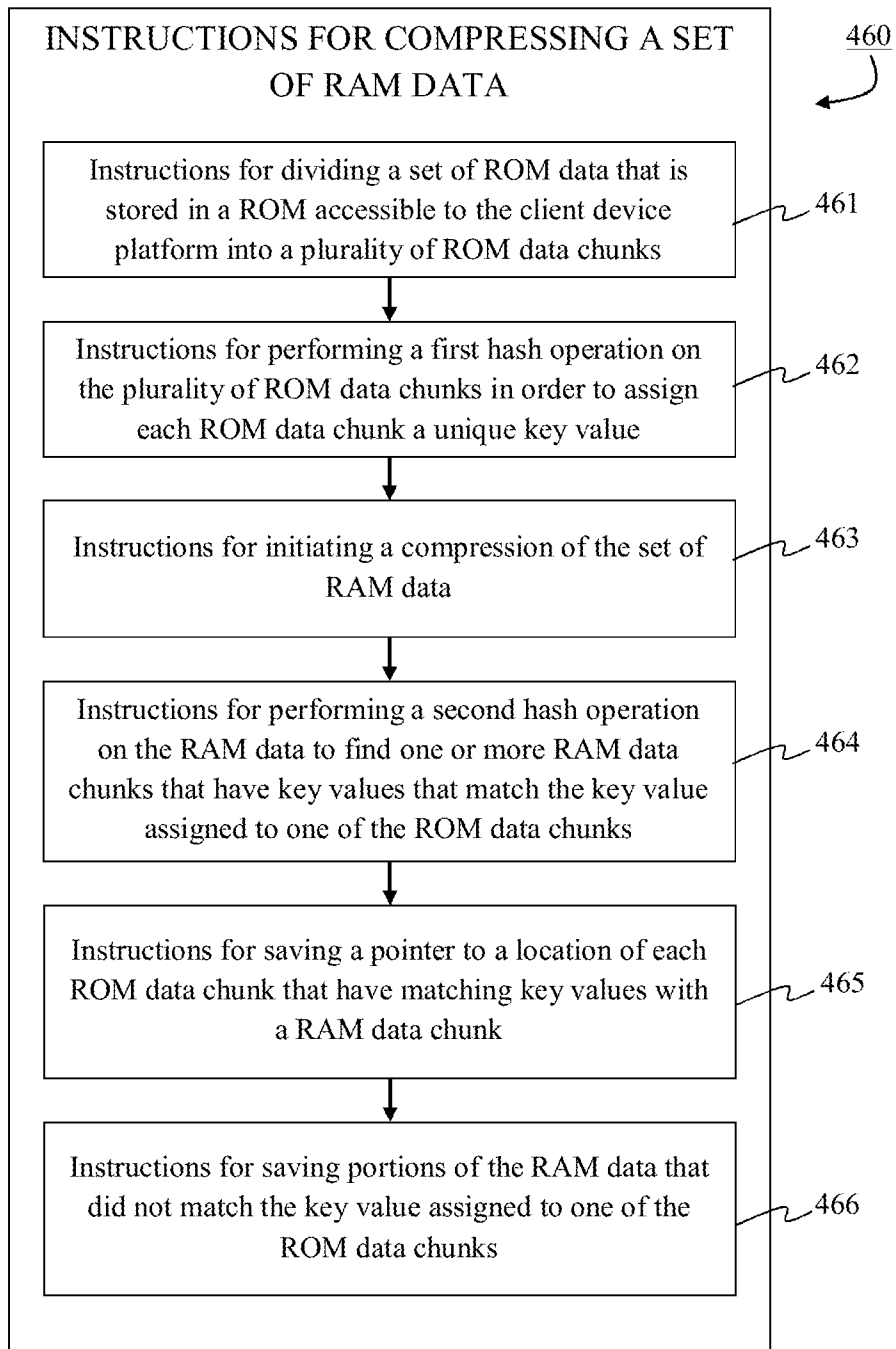 INSTRUCTIONS FOR COMPRESSING A SET
OF RAM DATA
460
Instructions for dividing a set of ROM data that is
stored in a ROM accessible to the client device
platform into a plurality of ROM data chunks
461
Instructions for performing a first hash operation on
the plurality of ROM data chunks in order to assign
each ROM data chunk a unique key value
462
Instructions for initiating a compression of the set of
RAM data
463
Instructions for performing a second hash operation
on the RAM data to find one or more RAM data
chunks that have key values that match the key value
assigned to one of the ROM data chunks
464
Instructions for saving a pointer to a location of each
ROM data chunk that have matching key values with
a RAM data chunk
465
Instructions for saving portions of the RAM data that
did not match the key value assigned to one of the
ROM data chunks
466